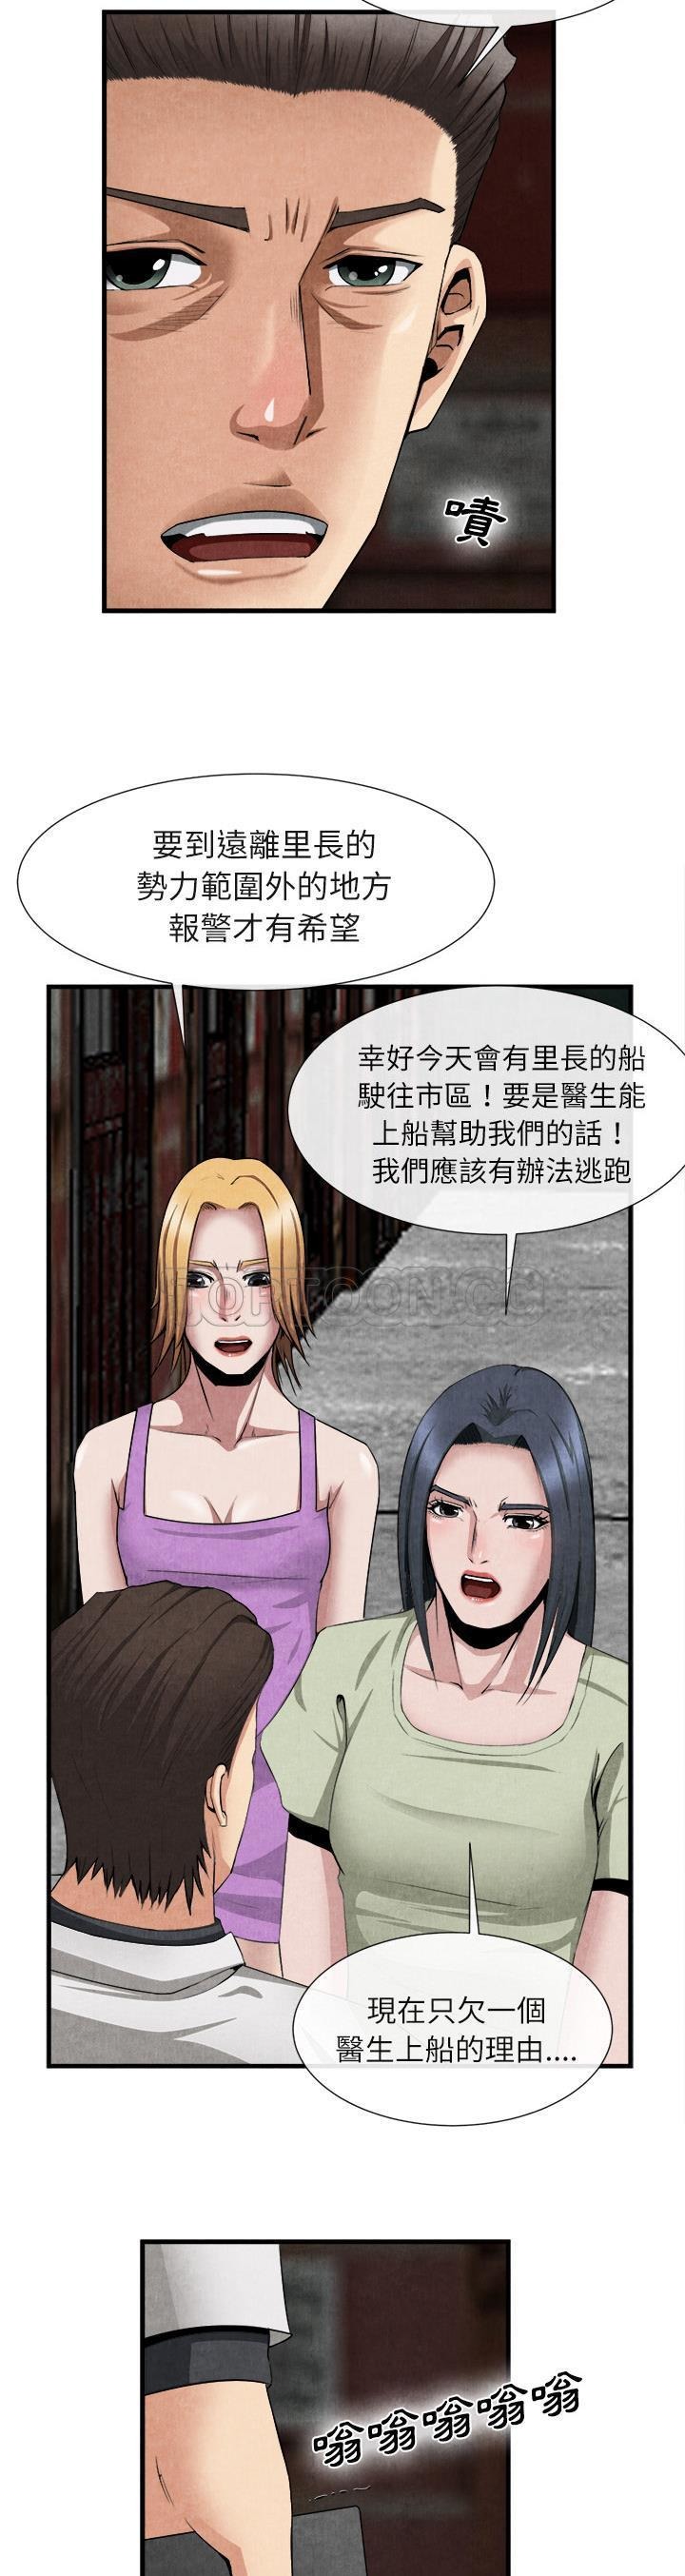 嘖
要到遠離里長的
勢力範圍外的地方
報警才有希望
幸好今天會有里長的船
駛往市區！要是醫生能
上船幫助我們的話！
我們應該有辦法逃跑
TOPTOON.CC
現在只欠一個
醫生上船的理由....
嗡嗡嗡嗡嗡